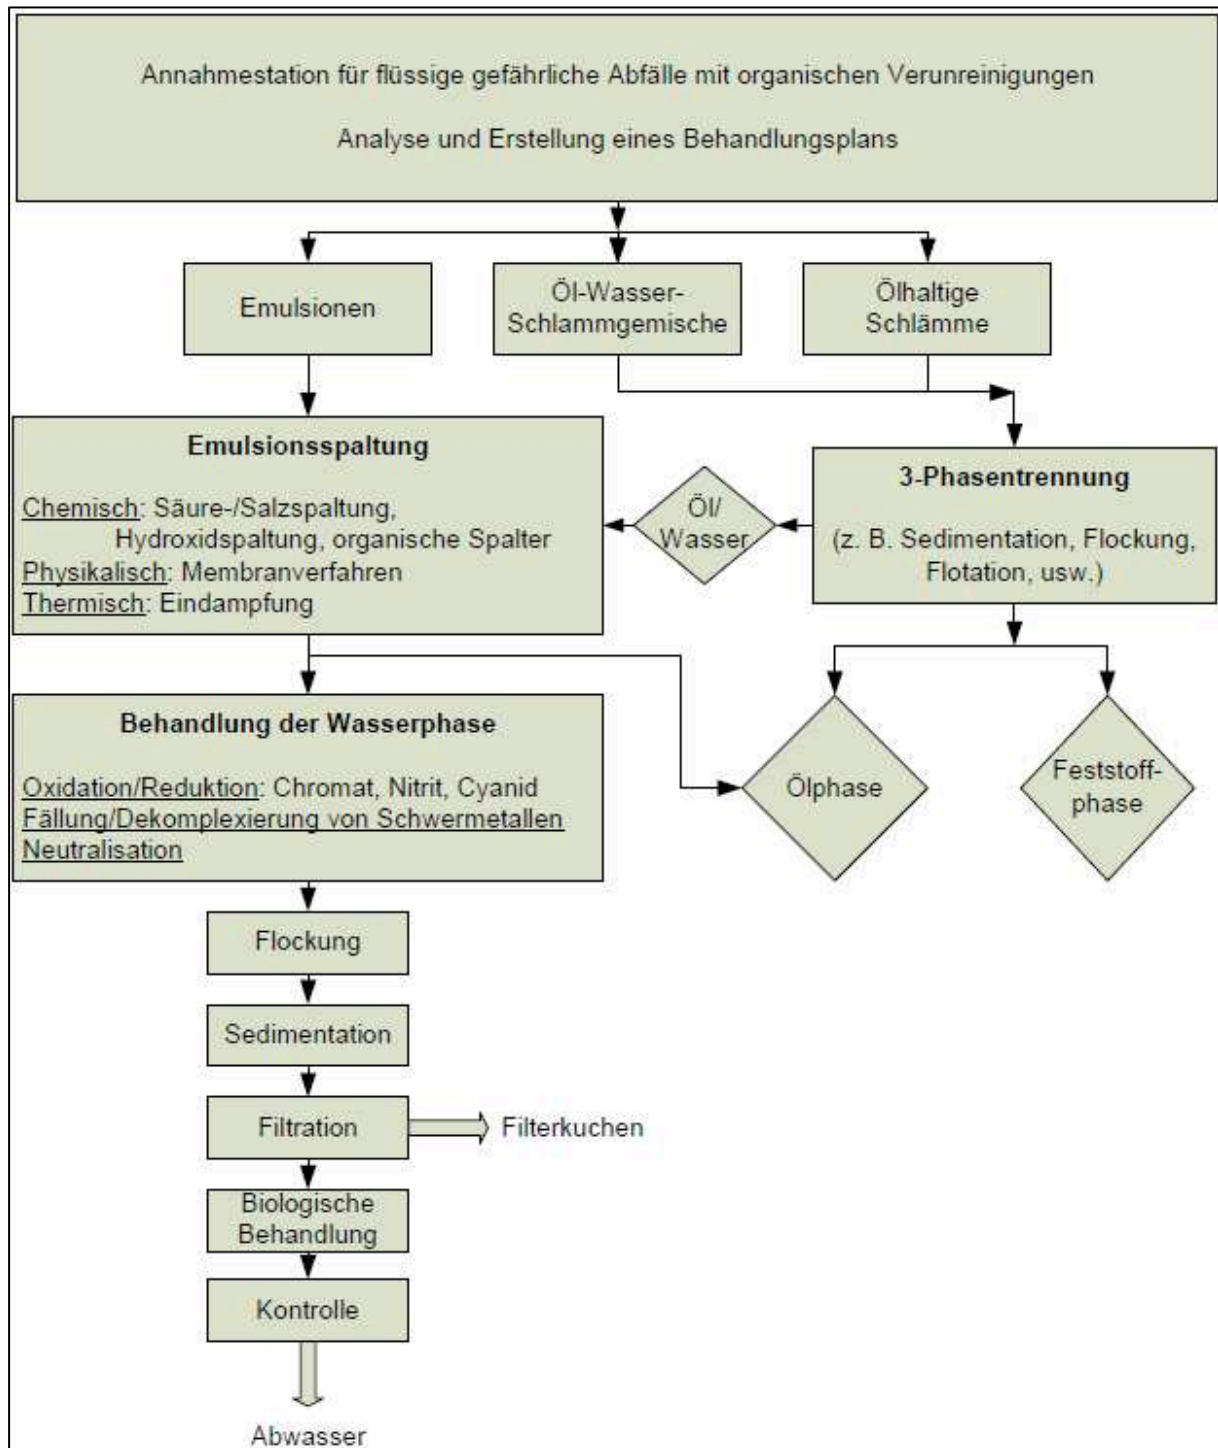 Annahmestation für flüssige gefährliche Abfälle mit organischen Verunreinigungen
Analyse und Erstellung eines Behandlungsplans
Emulsionen
Öl-Wasser-
Schlammgemische
Ölhaltige
Schlämme
Emulsionsspaltung
Chemisch: Säure-/Salzspaltung,
Hydroxidspaltung, organische Spalter
Physikalisch: Membranverfahren
Thermisch: Eindampfung
Öl/
Wasser
3-Phasentrennung
(z. B. Sedimentation, Flockung,
Flotation, usw.)
Behandlung der Wasserphase
Oxidation/Reduktion: Chromat, Nitrit, Cyanid
Fällung/Dekomplexierung von Schwermetallen
Neutralisation
Ölphase
Feststoff-
phase
Flockung
Sedimentation
Filtration
Filterkuchen
Biologische
Behandlung
Kontrolle
Abwasser